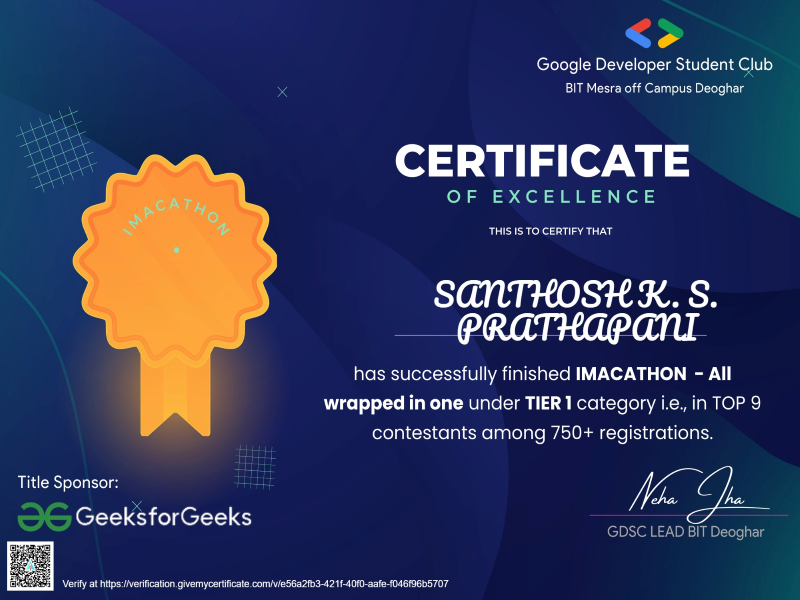 Google Developer Student Club
BIT Mesra off Campus Deoghar
CERTIFICATE
OF EXCELLENCE
THIS IS TO CERTIFY THAT
IMACATHON
SANTHOSH K. S.
PRATHAPANI
has successfully finished IMACATHON - All
wrapped in one under TIER 1 category i.e., in TOP 9
contestants among 750+ registrations.
Neha Jha
GDSC LEAD BIT Deoghar
Title Sponsor:
GeeksforGeeks
Verify at https://verification.givemycertificate.com/v/e56a2fb3-421f-40f0-aafe-f046f96b5707